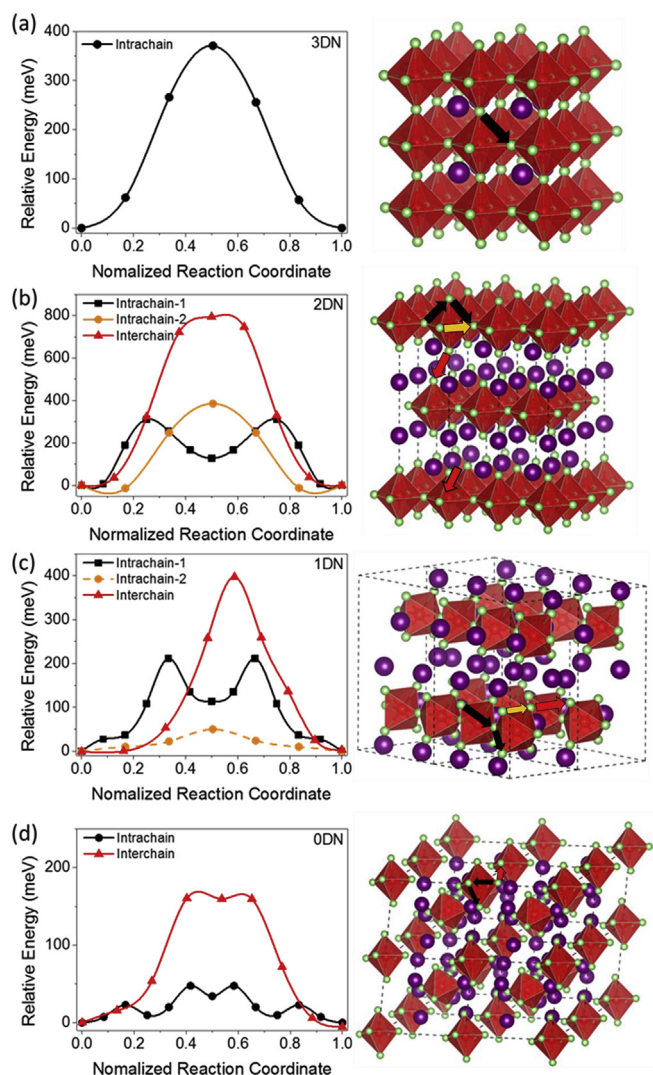 (a)
400
300
200
100
0
Relative Energy (meV)
Intrachain
3DN
0.0 0.2 0.4 0.6 0.8 1.0
Nomalized Reaction Coordinate
(b)
800
600
400
200
0
Relative Energy (meV)
Intrachain-1
Intrachain-2
Interchain
2DN
0.0 0.2 0.4 0.6 0.8 1.0
Nomalized Reaction Coordinate
(c)
400
300
200
100
0
Relative Energy (meV)
Intrachain-1
Intrachain-2
Interchain
1DN
0.0 0.2 0.4 0.6 0.8 1.0
Nomalized Reaction Coordinate
(d)
200
100
0
Relative Energy (meV)
Intrachain
Interchain
0DN
0.0 0.2 0.4 0.6 0.8 1.0
Nomalized Reaction Coordinate